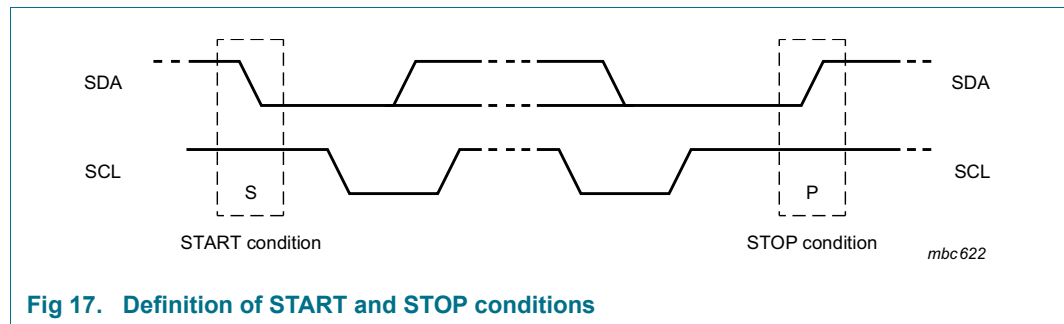 SDA SDA
SCL SCL
S P
START condition STOP condition
mbc622
Fig 17. Definition of START and STOP conditions